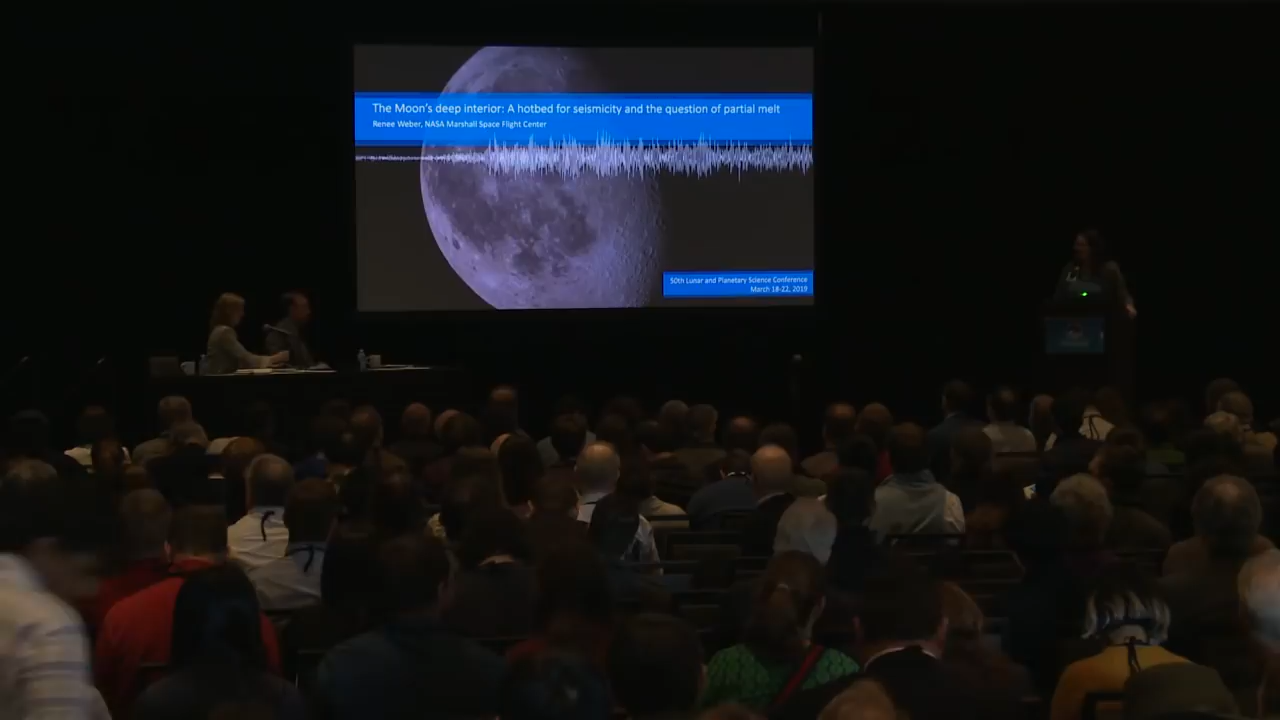 The Moon's deep interior: A hotbed for seismicity and the question of partial melt
Renee Weber, NASA Marshall Space Flight Center
50th Lunar and Planetary Science Conference
March 18-22, 2019